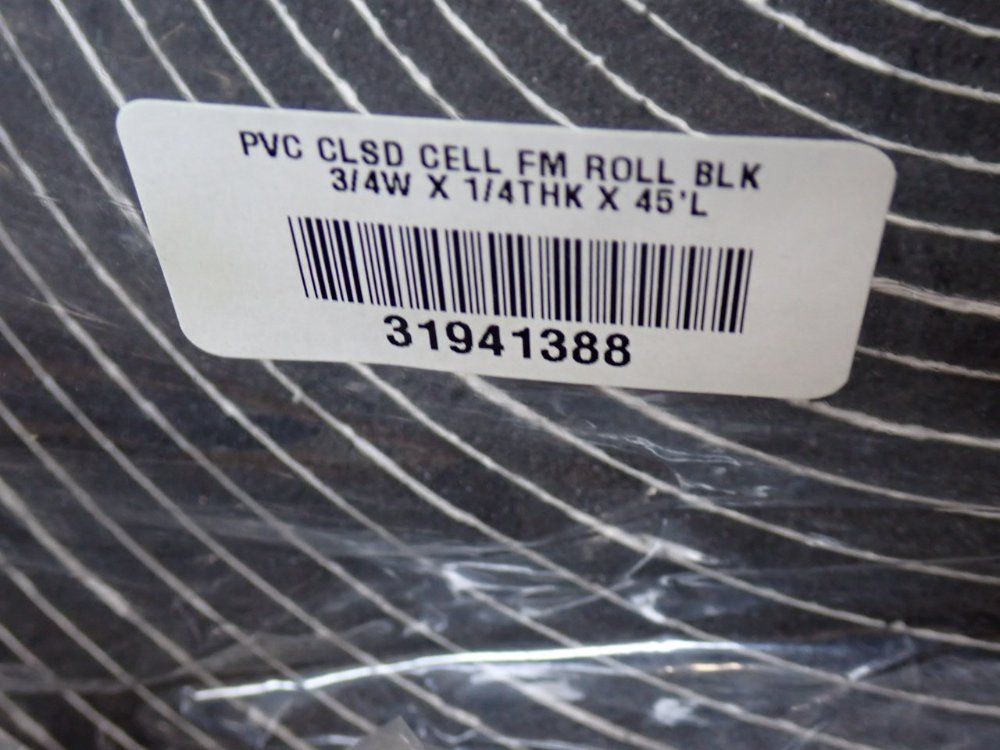 PVC CLSD CELL FM ROLL BLK
3/4W X 1/4THK X 45'L
31941388